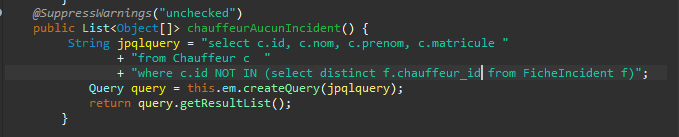 @SuppressWarnings("unchecked")
public List<Object[]> chauffeurAucunIncident() {
String jpqlquery = "select c.id, c.nom, c.prenom, c.matricule "
+ "from Chauffeur c  "
+ "where c.id NOT IN (select distinct f.chauffeur_id from FicheIncident f)";
Query query = this.em.createQuery(jpqlquery);
return query.getResultList();
}